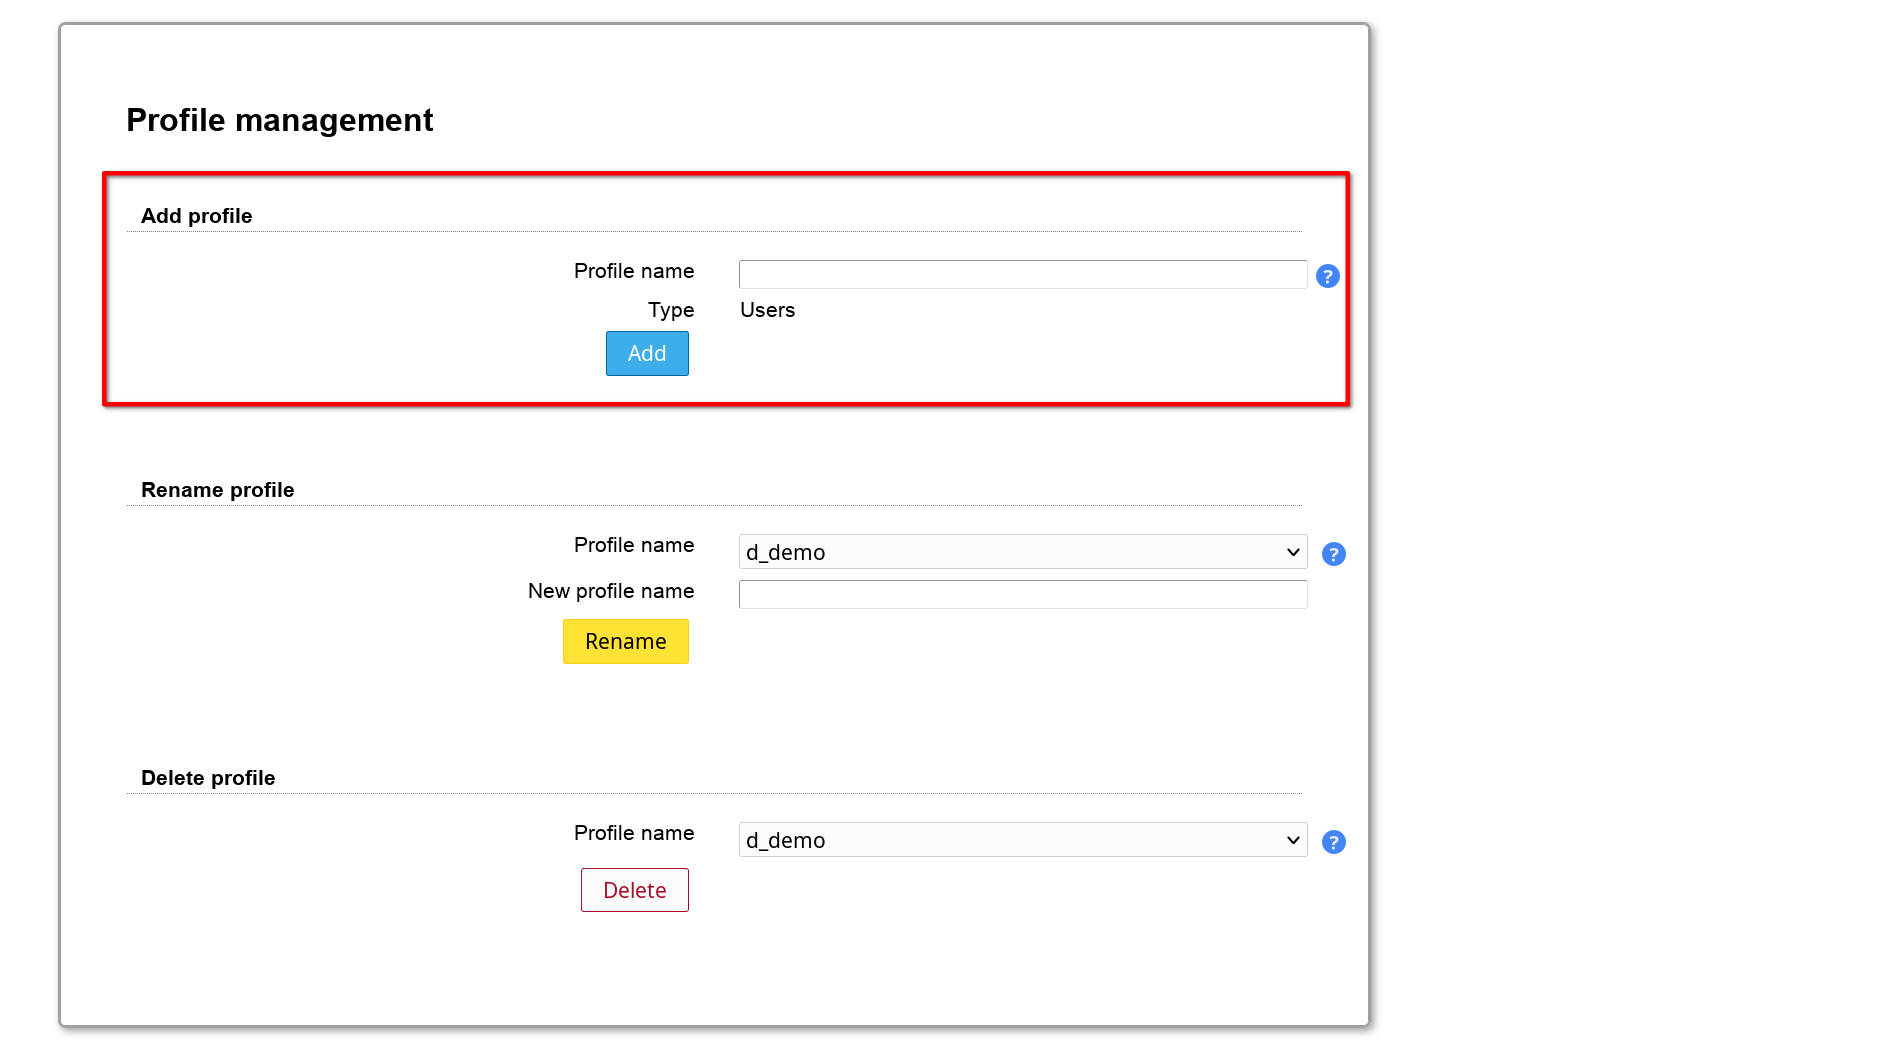 Profile management
Add profile
Profile name
?
Type Users
Add
Rename profile
Profile name d_demo ?
New profile name
Rename
Delete profile
Profile name d_demo ?
Delete